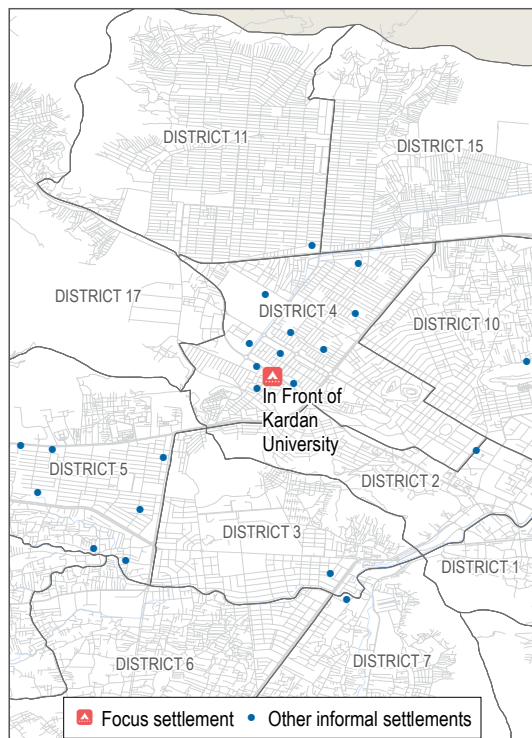 DISTRICT 11
DISTRICT 15
DISTRICT 17
DISTRICT 4
DISTRICT 10
In Front of
Kardan
University
DISTRICT 5
DISTRICT 2
DISTRICT 3
DISTRICT 1
DISTRICT 6
DISTRICT 7
Focus settlement
Other informal settlements